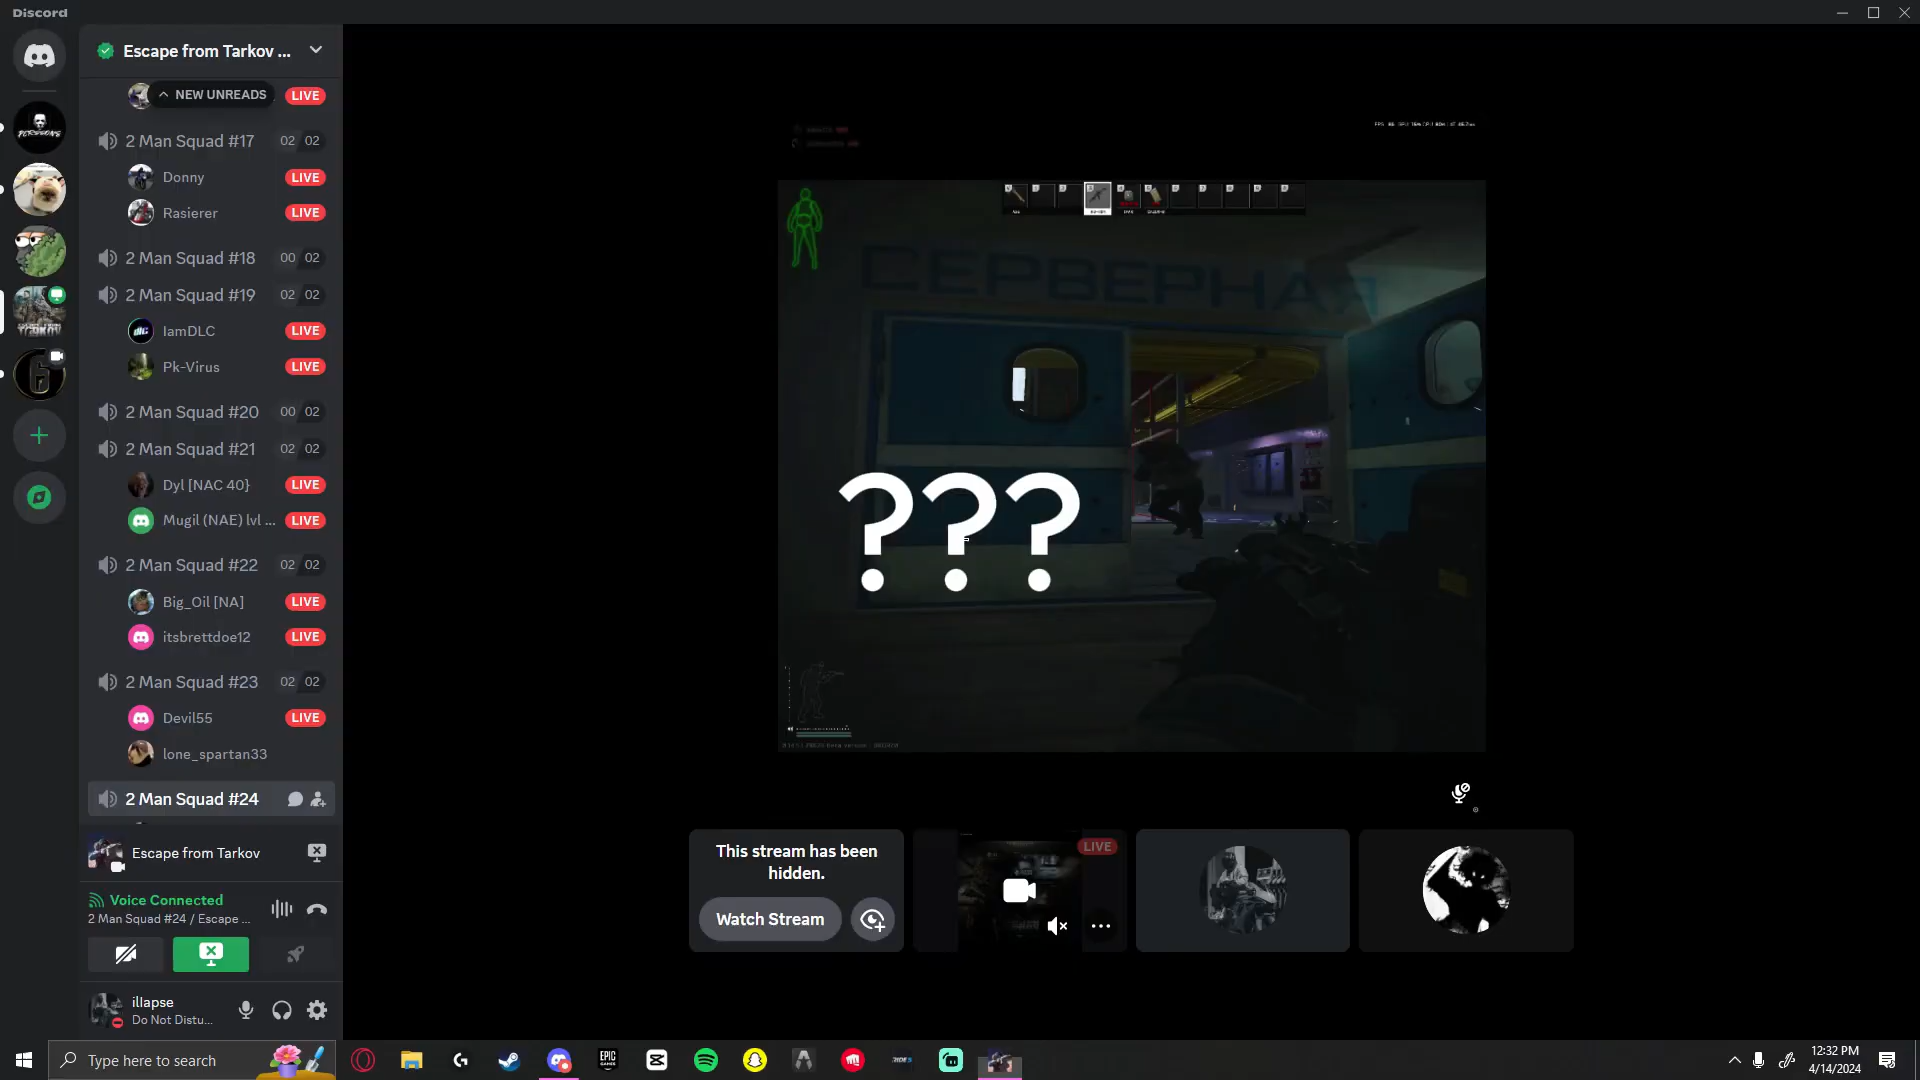 Discord
Escape from Tarkov ...
NEW UNREADS
LIVE
2 Man Squad #17
02 02
Donny
LIVE
Rasierer
LIVE
2 Man Squad #18
00 02
2 Man Squad #19
02 02
IamDLC
LIVE
Pk-Virus
LIVE
2 Man Squad #20
00 02
2 Man Squad #21
02 02
Dyl [NAC 40}
LIVE
Mugil (NAE) lvl ...
LIVE
2 Man Squad #22
02 02
Big_Oil [NA]
LIVE
itsbrettdoe12
LIVE
2 Man Squad #23
02 02
Devil55
LIVE
lone_spartan33
2 Man Squad #24
Escape from Tarkov
Voice Connected
2 Man Squad #24 / Escape ...
illapse
Do Not Distu...
СЕРВЕРНАЯ
???
This stream has been
hidden.
Watch Stream
LIVE
Type here to search
EPIC
GAMES
12:32 PM
4/14/2024